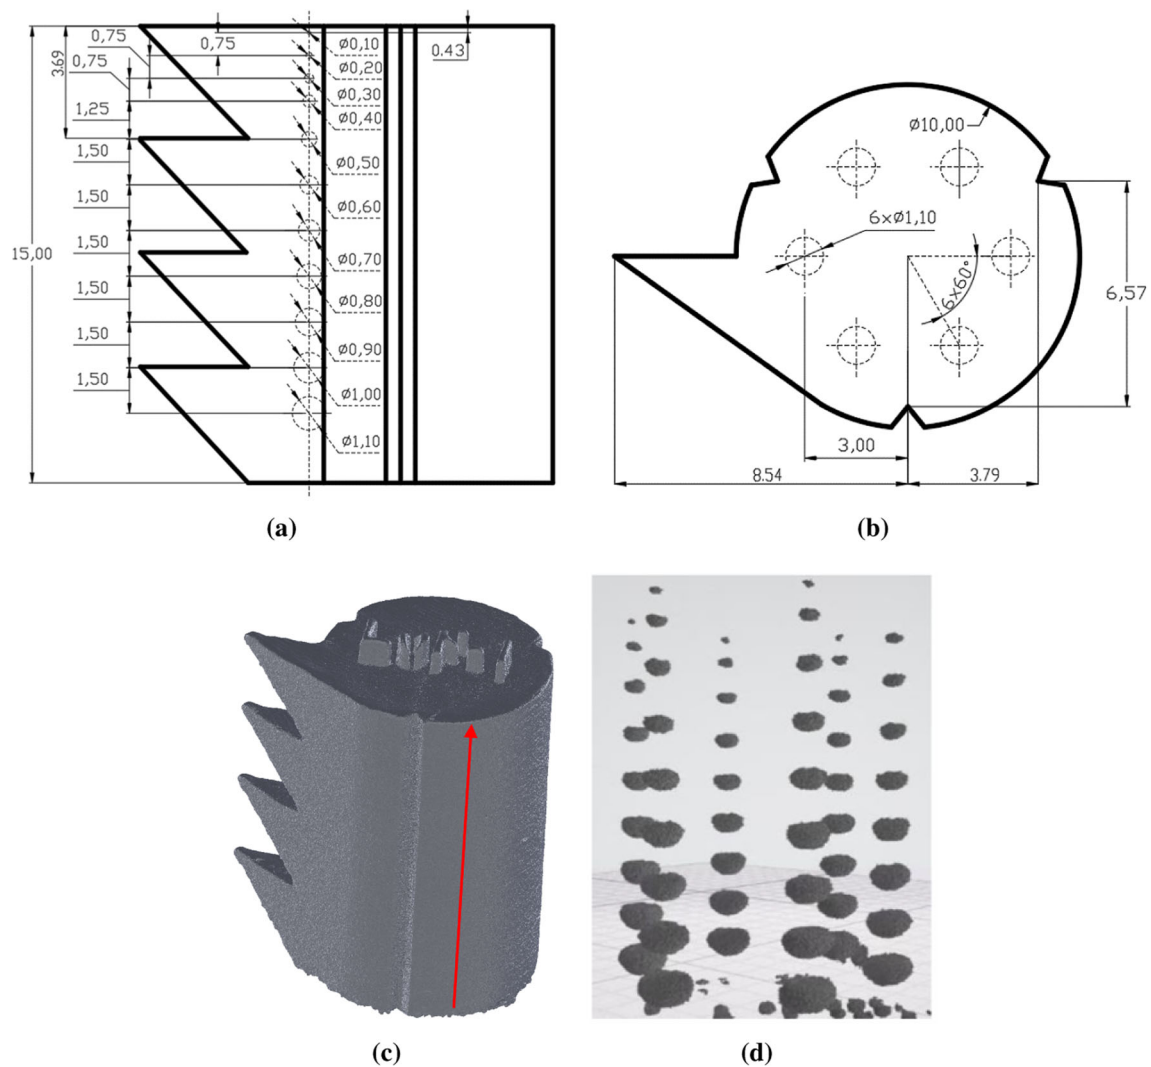 0,75
0,75
Ø0,10
0.43
3.69
0,75
Ø0,20
Ø0,30
1,25
Ø0,40
1,50
Ø0,50
1,50
Ø0,60
1,50
15,00
Ø0,70
1,50
Ø0,80
1,50
Ø0,90
1,50
Ø1,00
Ø1,10
Ø10,00
6×Ø1,10
6×60°
6,57
3,00
8.54
3.79
(a)
(b)
(c)
(d)